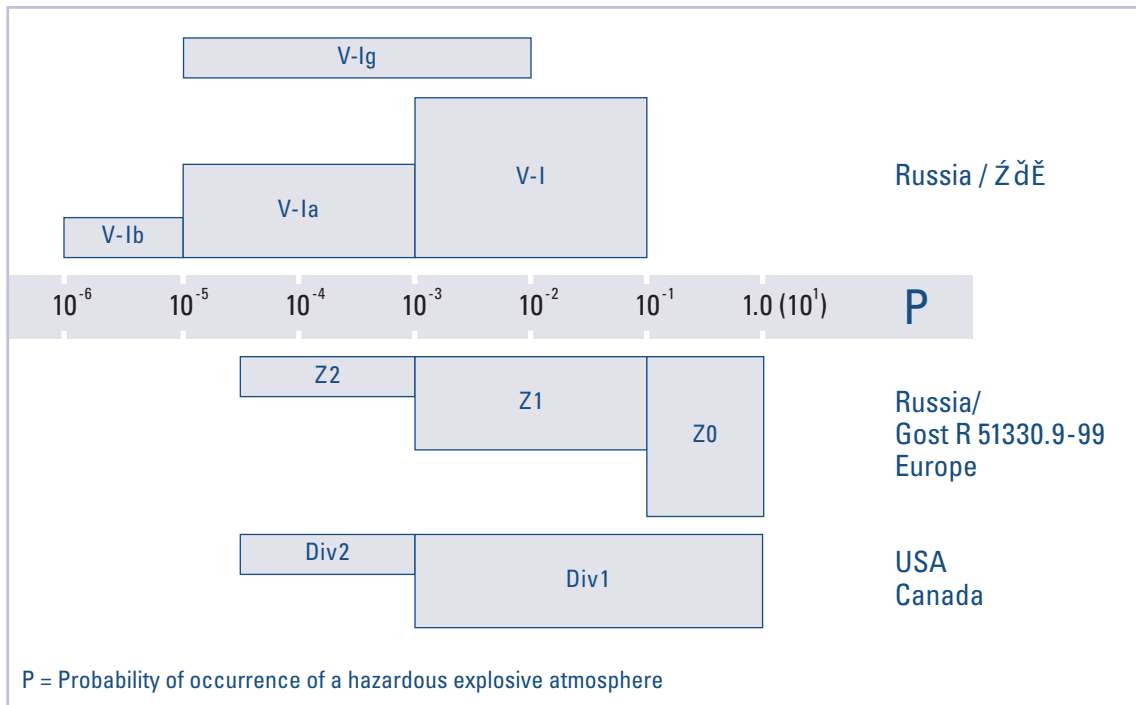 V-Ig
V-I
V-Ia
V-Ib
Russia / ŹďĚ
10⁻⁶ 10⁻⁵ 10⁻⁴ 10⁻³ 10⁻² 10⁻¹ 1.0 (10¹) P
Z2
Z1
Z0
Russia/
Gost R 51330.9-99
Europe
Div2
Div1
USA
Canada
P = Probability of occurrence of a hazardous explosive atmosphere